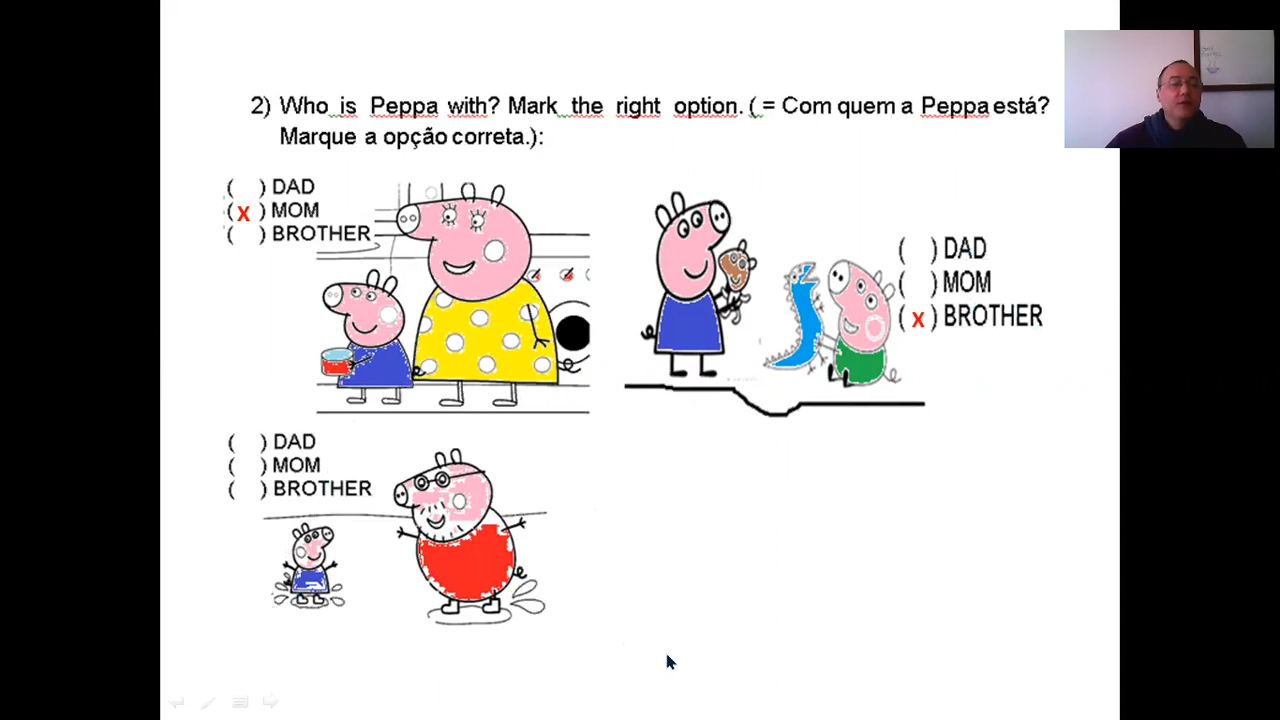 2) Who is Peppa with? Mark the right option. ( = Com quem a Peppa está?
Marque a opção correta.):
( ) DAD
(X) MOM
( ) BROTHER
( ) DAD
( ) MOM
(X) BROTHER
( ) DAD
( ) MOM
( ) BROTHER